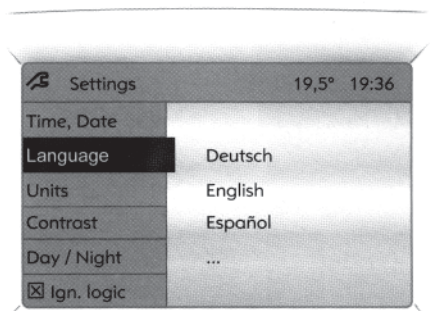 Settings 19,5° 19:36
Time, Date
Language Deutsch
Units English
Contrast Español
Day / Night ...
☒ Ign. logic